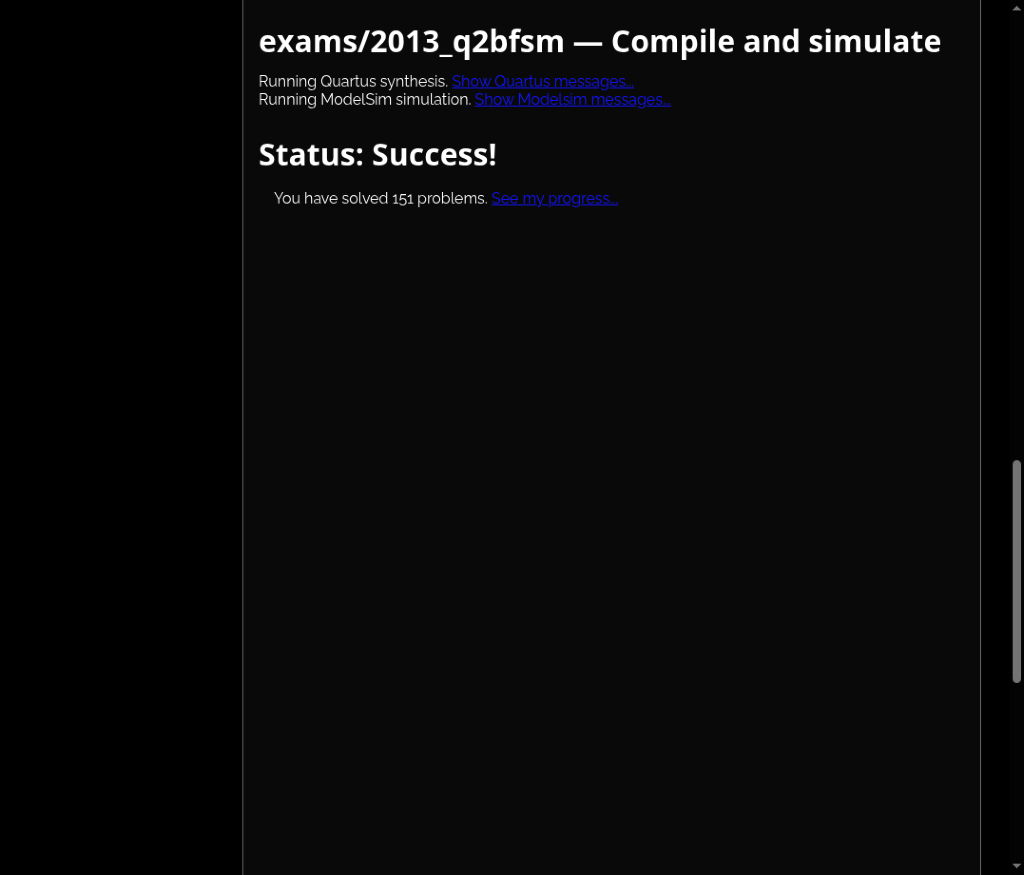 exams/2013_q2bfsm — Compile and simulate
Running Quartus synthesis. Show Quartus messages...
Running ModelSim simulation. Show Modelsim messages...
Status: Success!
You have solved 151 problems. See my progress...